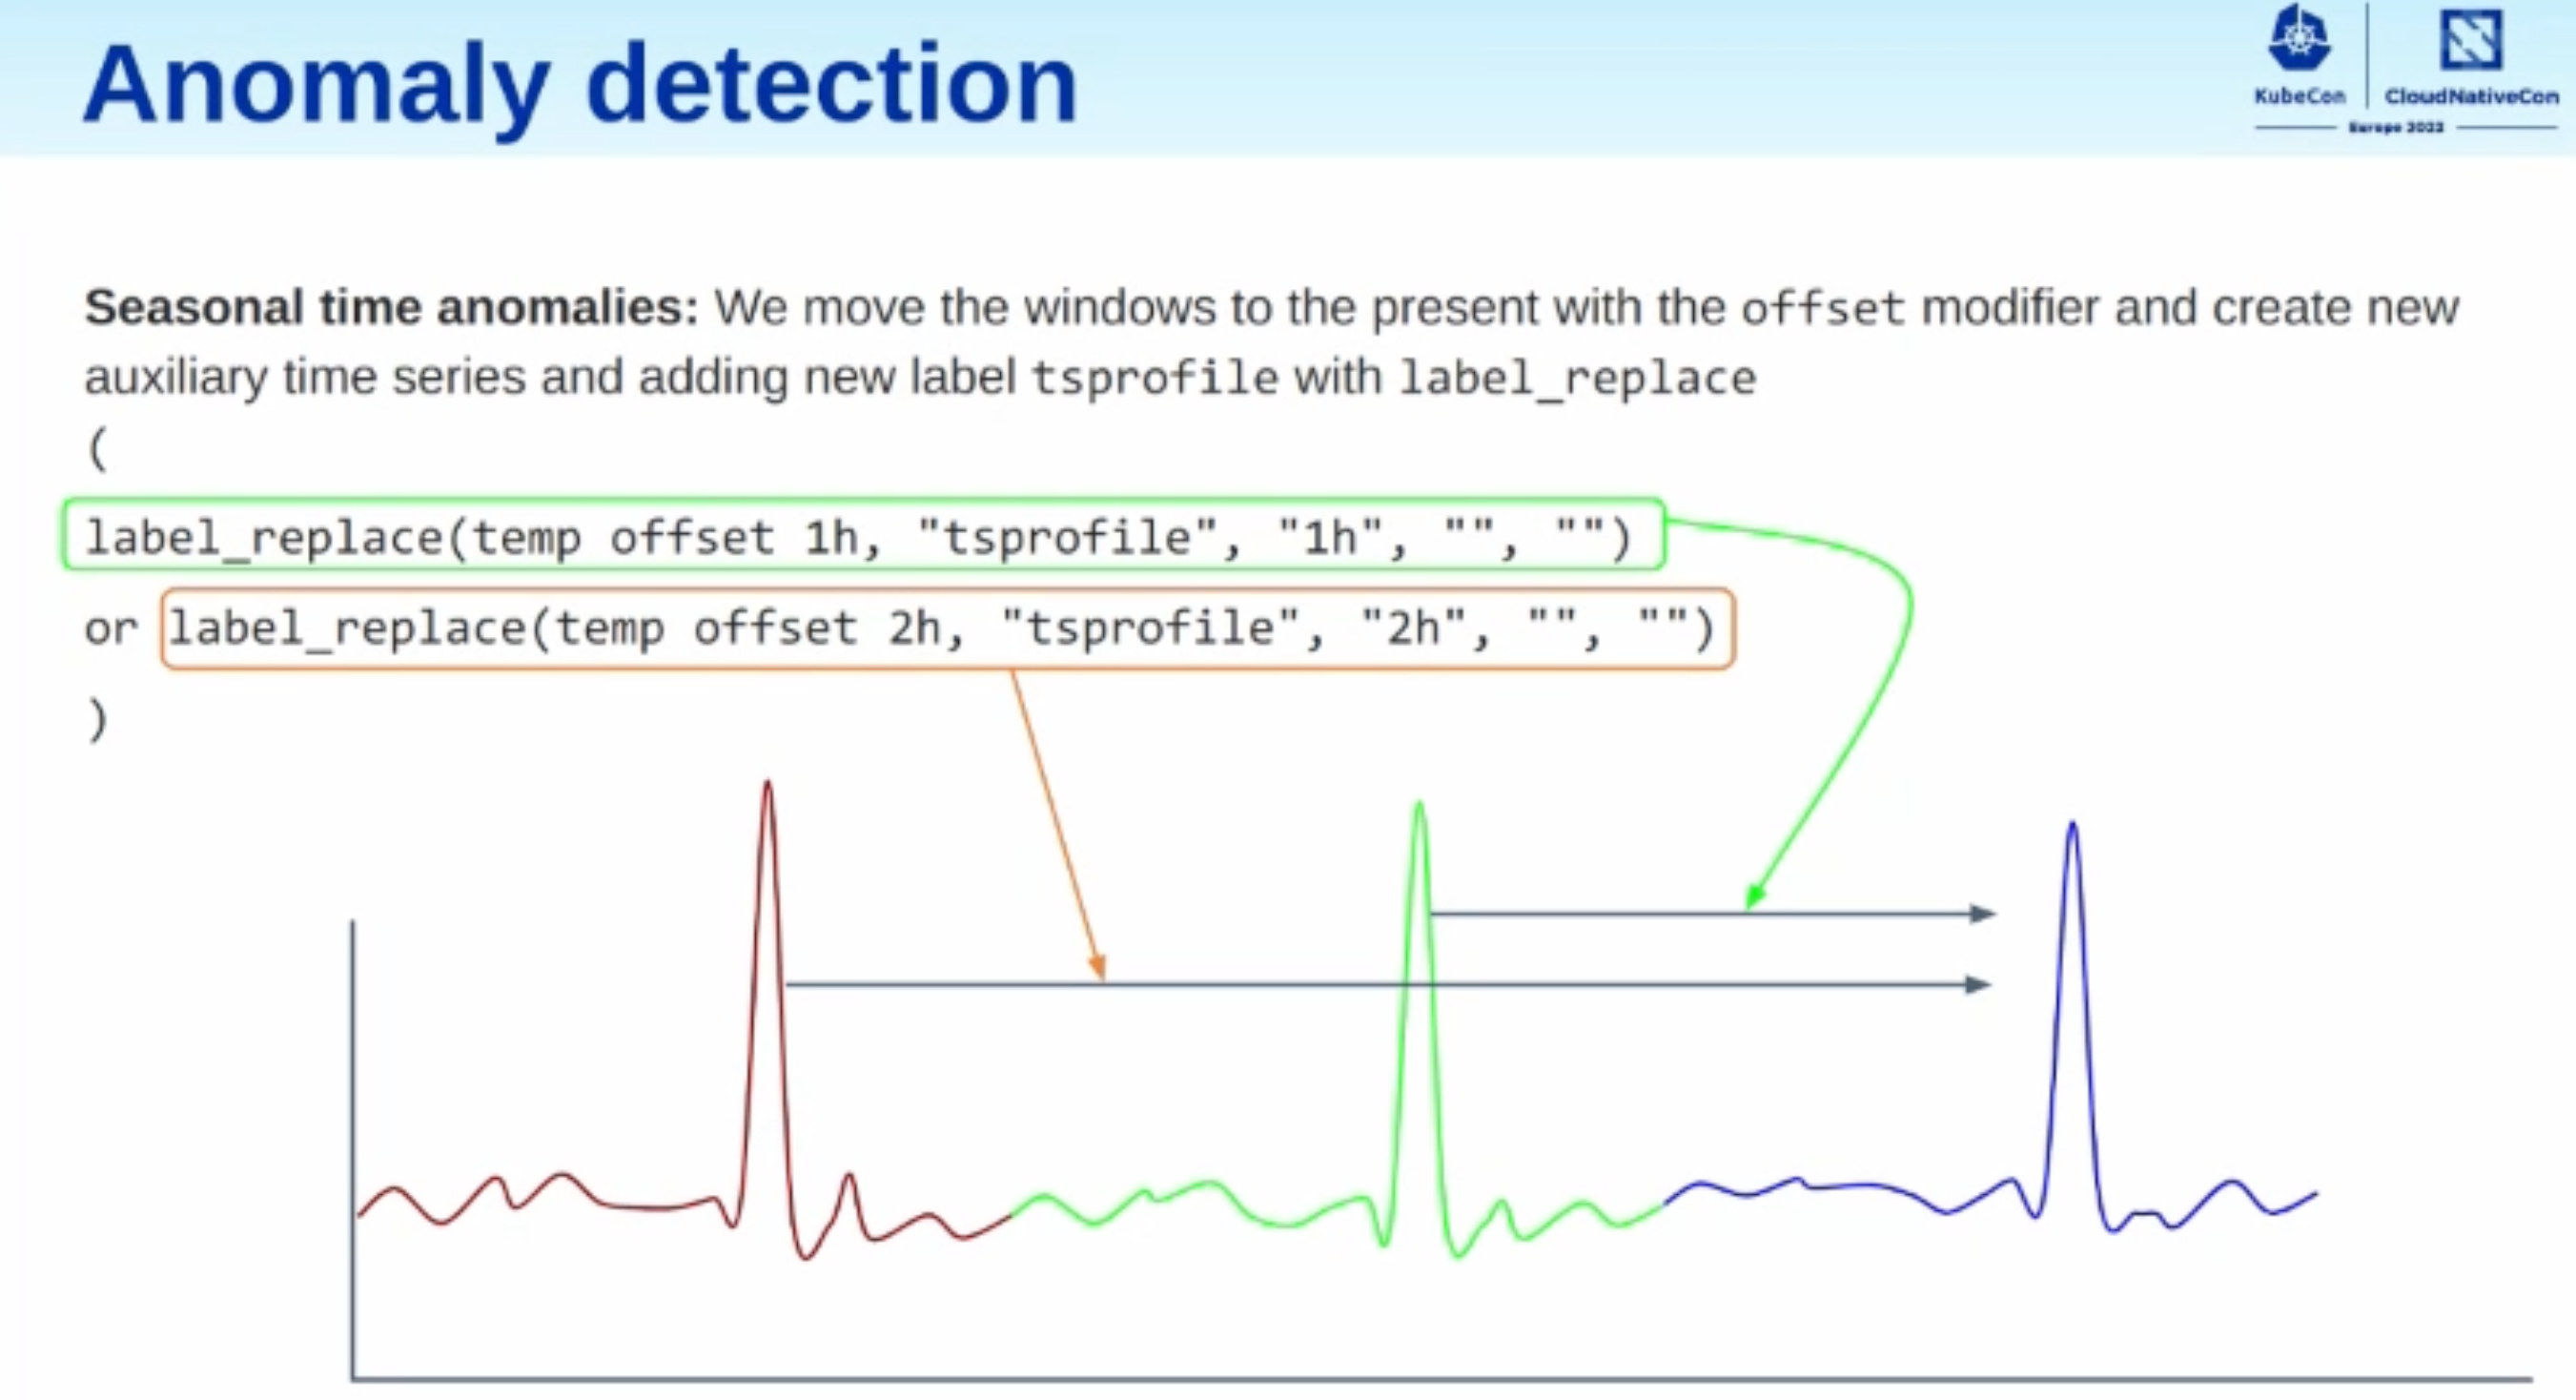 Anomaly detection
KubeCon
CloudNativeCon
Europe 2022
Seasonal time anomalies: We move the windows to the present with the offset modifier and create new
auxiliary time series and adding new label tsprofile with label_replace
(
label_replace(temp offset 1h, "tsprofile", "1h", "", "")
or label_replace(temp offset 2h, "tsprofile", "2h", "", "")
)